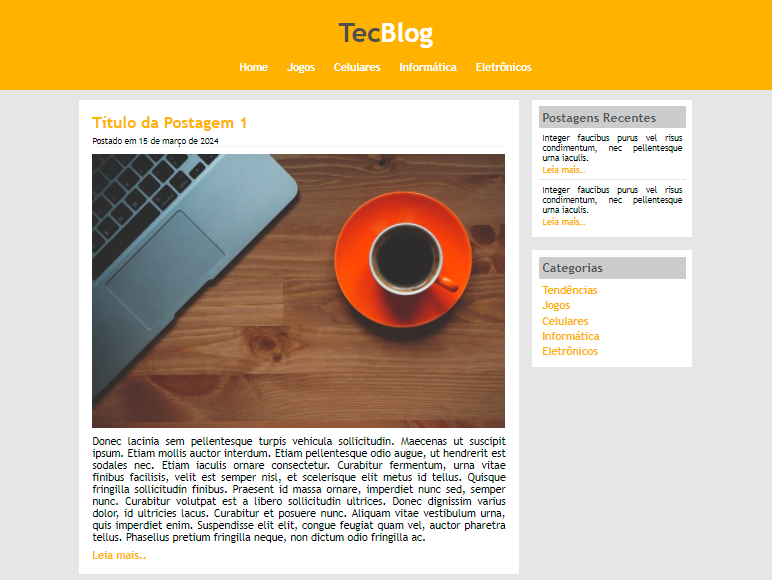 TecBlog
Home Jogos Celulares Informática Eletrônicos
Título da Postagem 1
Postado em 15 de março de 2024
Donec lacinia sem pellentesque turpis vehicula sollicitudin. Maecenas ut suscipit
ipsum. Etiam mollis auctor interdum. Etiam pellentesque odio augue, ut hendrerit est
sodales nec. Etiam iaculis ornare consectetur. Curabitur fermentum, urna vitae
finibus facilisis, velit est semper nisl, et scelerisque elit metus id tellus. Quisque
fringilla sollicitudin finibus. Praesent id massa ornare, imperdiet nunc sed, semper
nunc. Curabitur volutpat est a libero sollicitudin ultrices. Donec dignissim varius
dolor, id ultricies lacus. Curabitur et posuere nunc. Aliquam vitae vestibulum urna,
quis imperdiet enim. Suspendisse elit elit, congue feugiat quam vel, auctor pharetra
tellus. Phasellus pretium fringilla neque, non dictum odio fringilla ac.
Leia mais..
Postagens Recentes
Integer faucibus purus vel risus
condimentum, nec pellentesque
urna iaculis.
Leia mais..
Integer faucibus purus vel risus
condimentum, nec pellentesque
urna iaculis.
Leia mais..
Categorias
Tendências
Jogos
Celulares
Informática
Eletrônicos